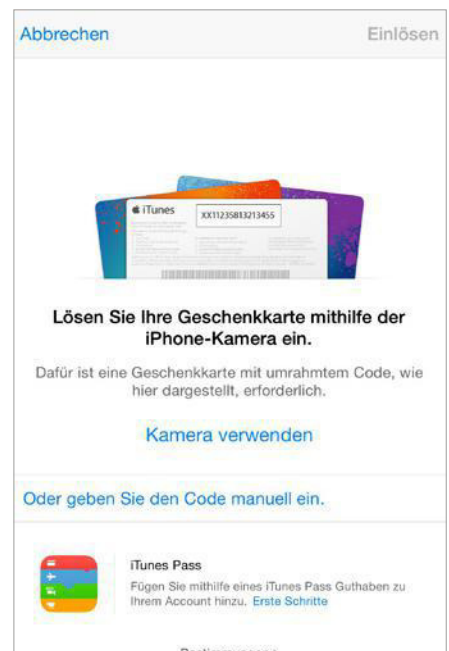 Abbrechen Einlösen
iTunes
XX11235813213455
Lösen Sie Ihre Geschenkkarte mithilfe der
iPhone-Kamera ein.
Dafür ist eine Geschenkkarte mit umrahmtem Code, wie
hier dargestellt, erforderlich.
Kamera verwenden
Oder geben Sie den Code manuell ein.
iTunes Pass
Fügen Sie mithilfe eines iTunes Pass Guthaben zu
Ihrem Account hinzu. Erste Schritte